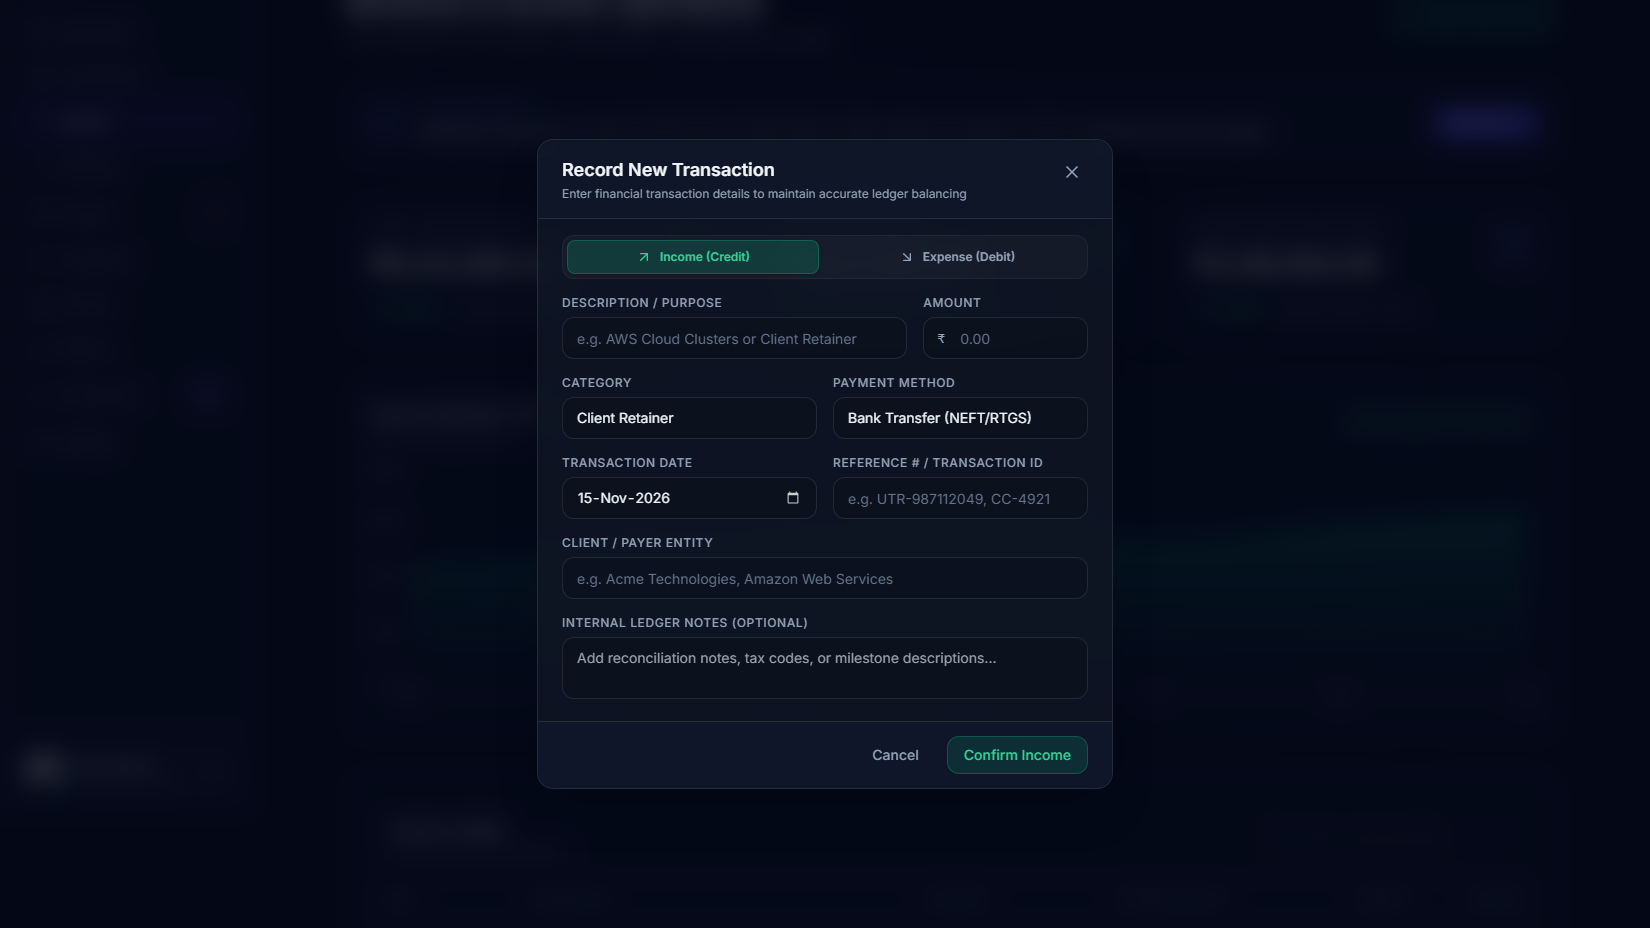 Record New Transaction
Enter financial transaction details to maintain accurate ledger balancing
Income (Credit)
Expense (Debit)
DESCRIPTION / PURPOSE
AMOUNT
e.g. AWS Cloud Clusters or Client Retainer
₹ 0.00
CATEGORY
PAYMENT METHOD
Client Retainer
Bank Transfer (NEFT/RTGS)
TRANSACTION DATE
REFERENCE # / TRANSACTION ID
15-Nov-2026
e.g. UTR-987112049, CC-4921
CLIENT / PAYER ENTITY
e.g. Acme Technologies, Amazon Web Services
INTERNAL LEDGER NOTES (OPTIONAL)
Add reconciliation notes, tax codes, or milestone descriptions...
Cancel
Confirm Income